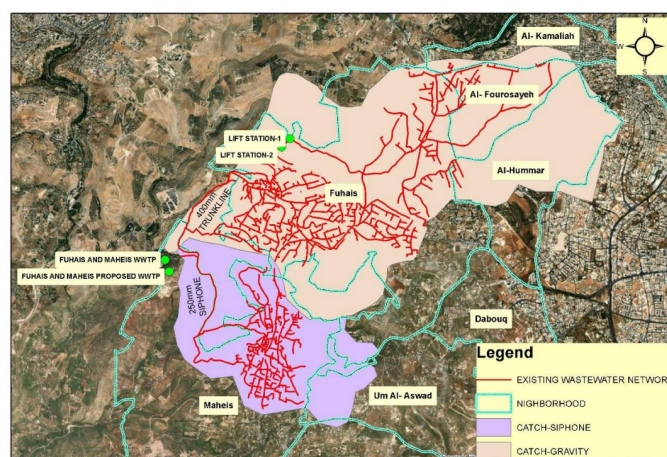 Al- Kamaliah
N
W
E
S
Al- Fourosayeh
LIFT STATION-1
LIFT STATION-2
Al-Hummar
Fuhais
400mm
TRUNKLINE
FUHAIS AND MAHEIS WWTP
FUHAIS AND MAHEIS PROPOSED WWTP
250mm
SIPHONE
Dabouq
Um Al- Aswad
Maheis
Legend
EXISTING WASTEWATER NETWOR
NIGHBORHOOD
CATCH-SIPHONE
CATCH-GRAVITY